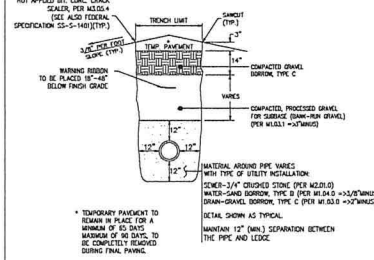 HOT APPLIED BIT. CONC. CRACK
SEALER, PER M3.05.4
(SEE ALSO FEDERAL
SPECIFICATION SS-S-1401)(TYP.)
TRENCH LIMIT
SAWCUT
(TYP.)
3"
3/8" PER FOOT
SLOPE (TYP.)
TEMP. PAVEMENT
14"
COMPACTED GRAVEL
BORROW, TYPE C
WARNING RIBBON
TO BE PLACED 18"-48"
BELOW FINISH GRADE
VARIES
COMPACTED, PROCESSED GRAVEL
FOR SUBBASE (BANK-RUN GRAVEL)
(PER M1.03.1 =>3"MINUS)
12"
12"
12"
12"
MATERIAL AROUND PIPE VARIES
WITH TYPE OF UTILITY INSTALLATION:
SEWER-3/4" CRUSHED STONE (PER M2.01.0)
WATER-SAND BORROW, TYPE B (PER M1.04.0 =>3/8"MINUS
DRAIN-GRAVEL BORROW, TYPE C (PER M1.03.0 =>2"MINUS
DETAIL SHOWN AS TYPICAL
MAINTAIN 12" (MIN.) SEPARATION BETWEEN
THE PIPE AND LEDGE
* TEMPORARY PAVEMENT TO
REMAIN IN PLACE FOR A
MINIMUM OF 65 DAYS
MAXIMUM OF 90 DAYS, TO
BE COMPLETELY REMOVED
DURING FINAL PAVING.